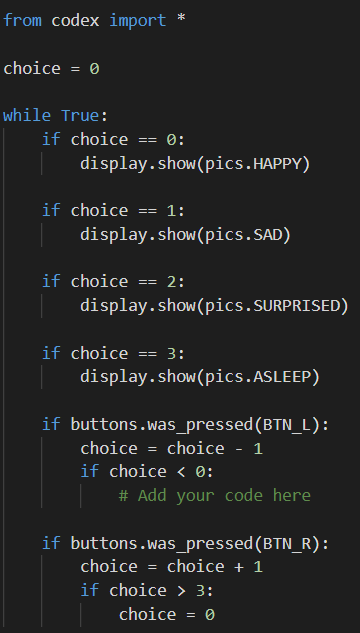 from codex import *

choice = 0

while True:
    if choice == 0:
        display.show(pics.HAPPY)

    if choice == 1:
        display.show(pics.SAD)

    if choice == 2:
        display.show(pics.SURPRISED)

    if choice == 3:
        display.show(pics.ASLEEP)

    if buttons.was_pressed(BTN_L):
        choice = choice - 1
        if choice < 0:
            # Add your code here

    if buttons.was_pressed(BTN_R):
        choice = choice + 1
        if choice > 3:
            choice = 0